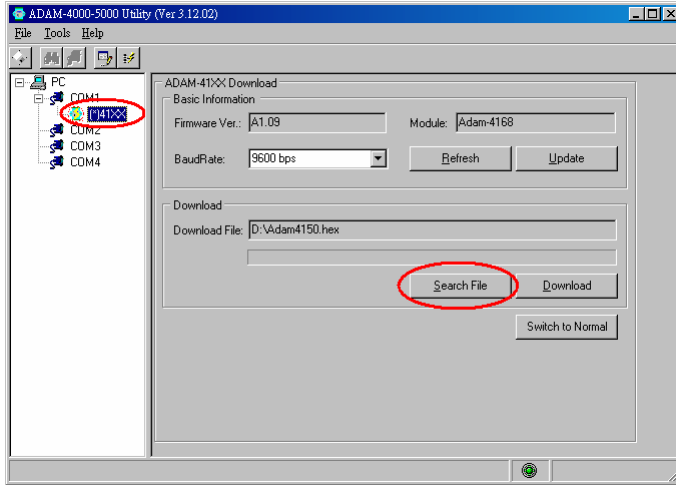 ADAM-4000-5000 Utility (Ver 3.12.02)
File Tools Help
PC
COM1
(*)41XX
COM2
COM3
COM4
ADAM-41XX Download
Basic Information
Firmware Ver.: A1.09 Module: Adam-4168
BaudRate: 9600 bps Refresh Update
Download
Download File: D:\Adam4150.hex
Search File Download
Switch to Normal